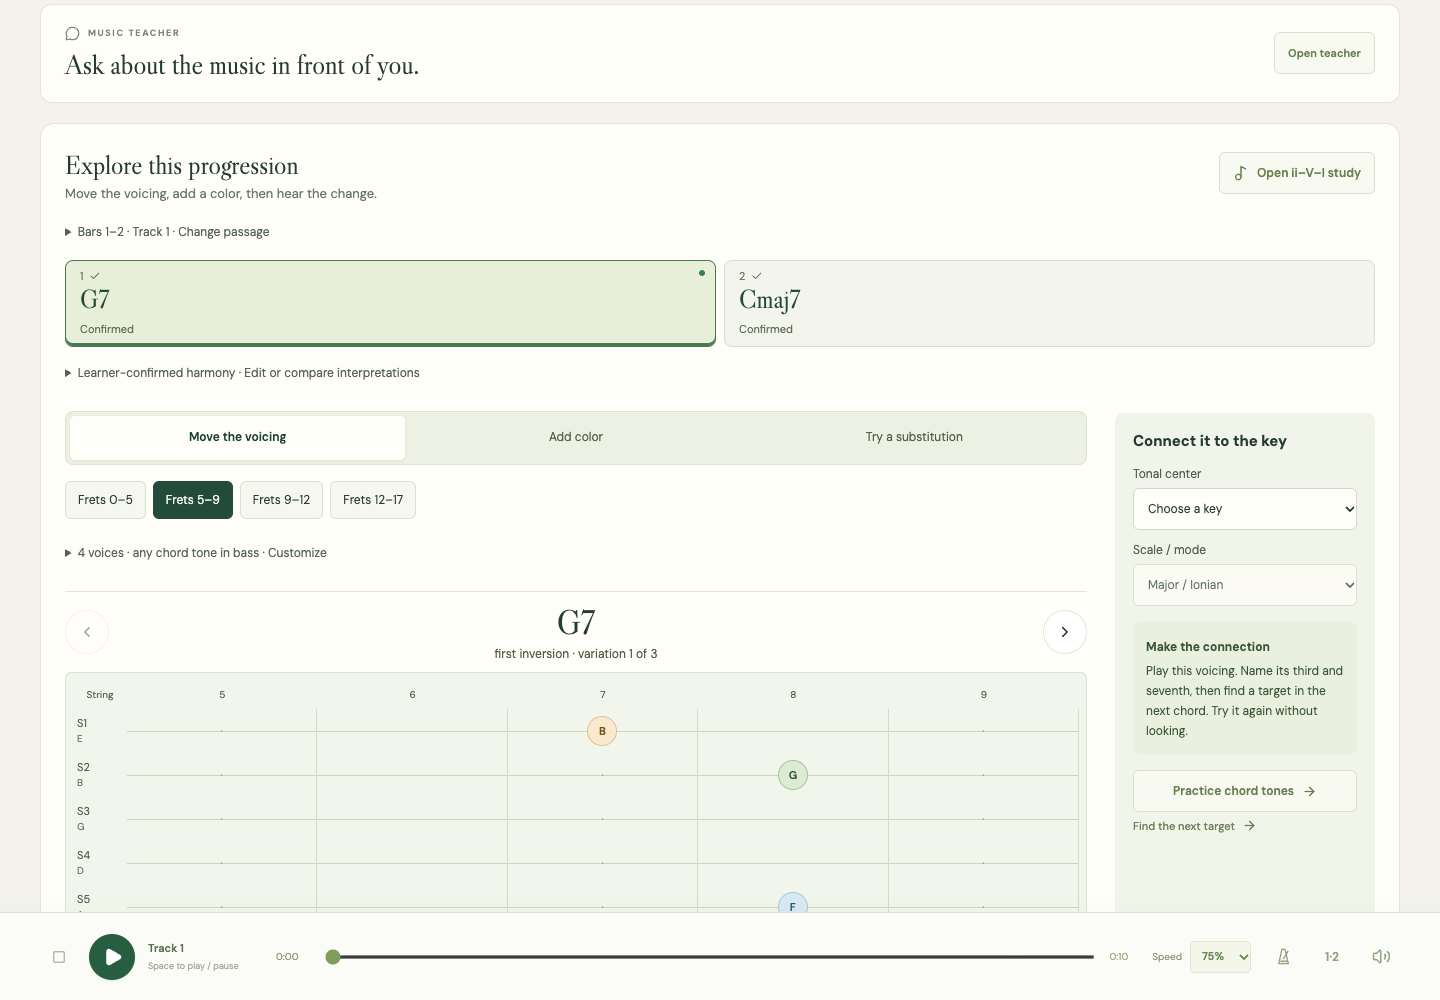 MUSIC TEACHER
Ask about the music in front of you.
Open teacher
Explore this progression
Move the voicing, add a color, then hear the change.
Open ii–V–I study
Bars 1–2 · Track 1 · Change passage
1
G7
Confirmed
2
Cmaj7
Confirmed
Learner-confirmed harmony · Edit or compare interpretations
Move the voicing
Add color
Try a substitution
Frets 0–5
Frets 5–9
Frets 9–12
Frets 12–17
4 voices · any chord tone in bass · Customize
G7
first inversion · variation 1 of 3
String 5 6 7 8 9
S1
E
B
S2
B
G
S3
G
S4
D
S5
F
Connect it to the key
Tonal center
Choose a key
Scale / mode
Major / Ionian
Make the connection
Play this voicing. Name its third and
seventh, then find a target in the
next chord. Try it again without
looking.
Practice chord tones
Find the next target
Track 1
Space to play / pause
0:00
0:10
Speed
75%
1·2